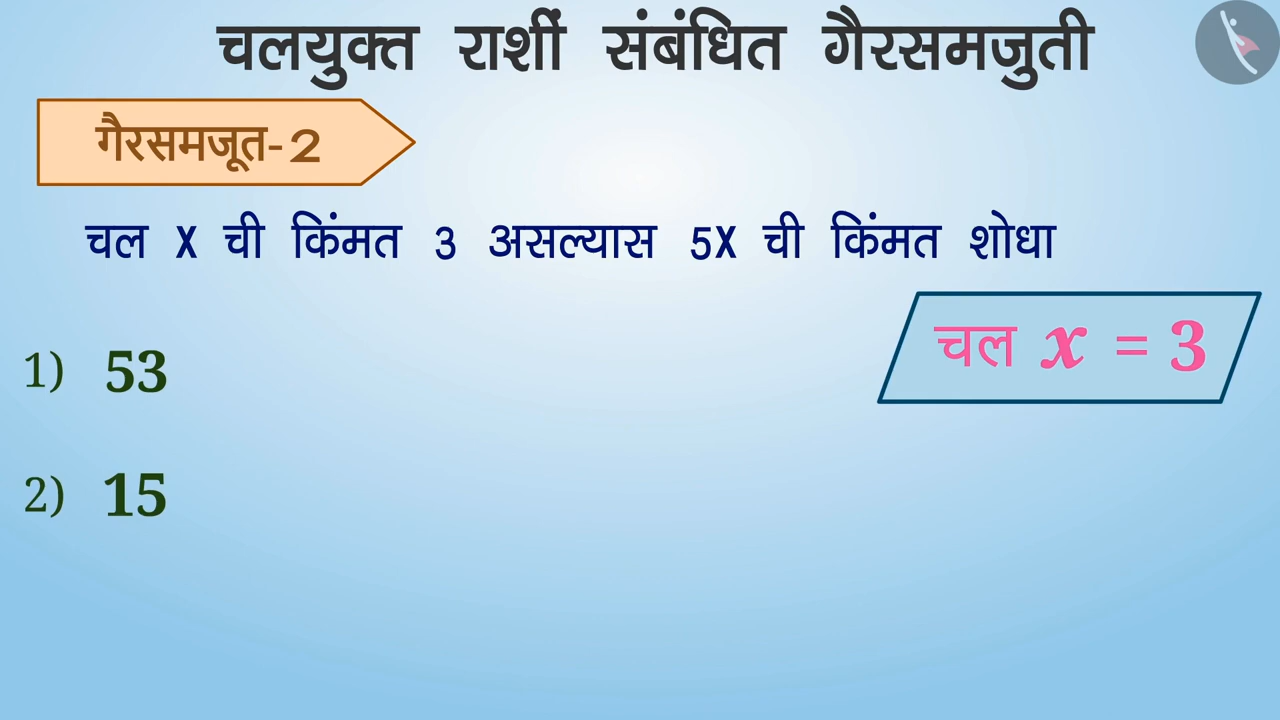 चलयुक्त राशीं संबंधित गैरसमजुती
गैरसमजूत-2
चल X ची किंमत 3 असल्यास 5X ची किंमत शोधा
चल x = 3
1) 53
2) 15